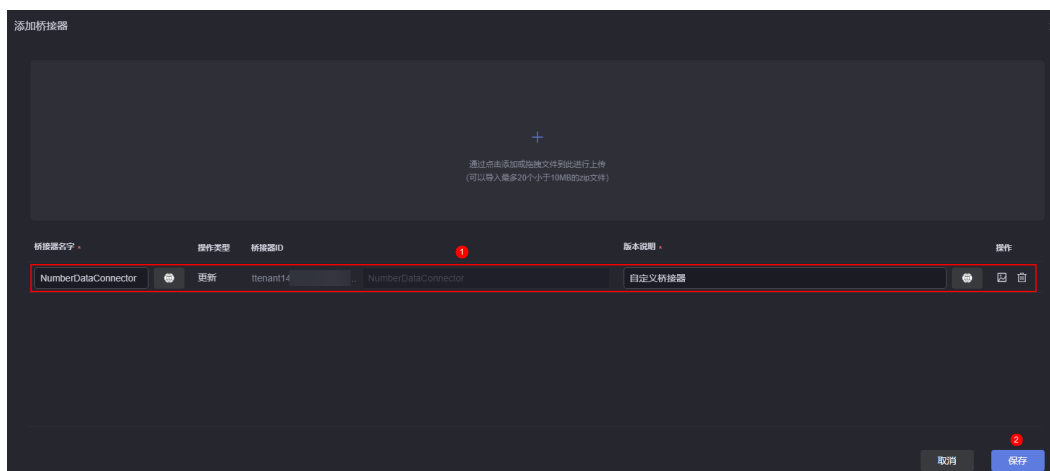 添加桥接器
通过点击添加或拖拽文件到此进行上传
(可以导入最多20个小于10MB的zip文件)
桥接器名字 * 操作类型 桥接器ID 1 版本说明 * 操作
NumberDataConnector 更新 ttenant14 .. NumberDataConnector 自定义桥接器
2
取消 保存